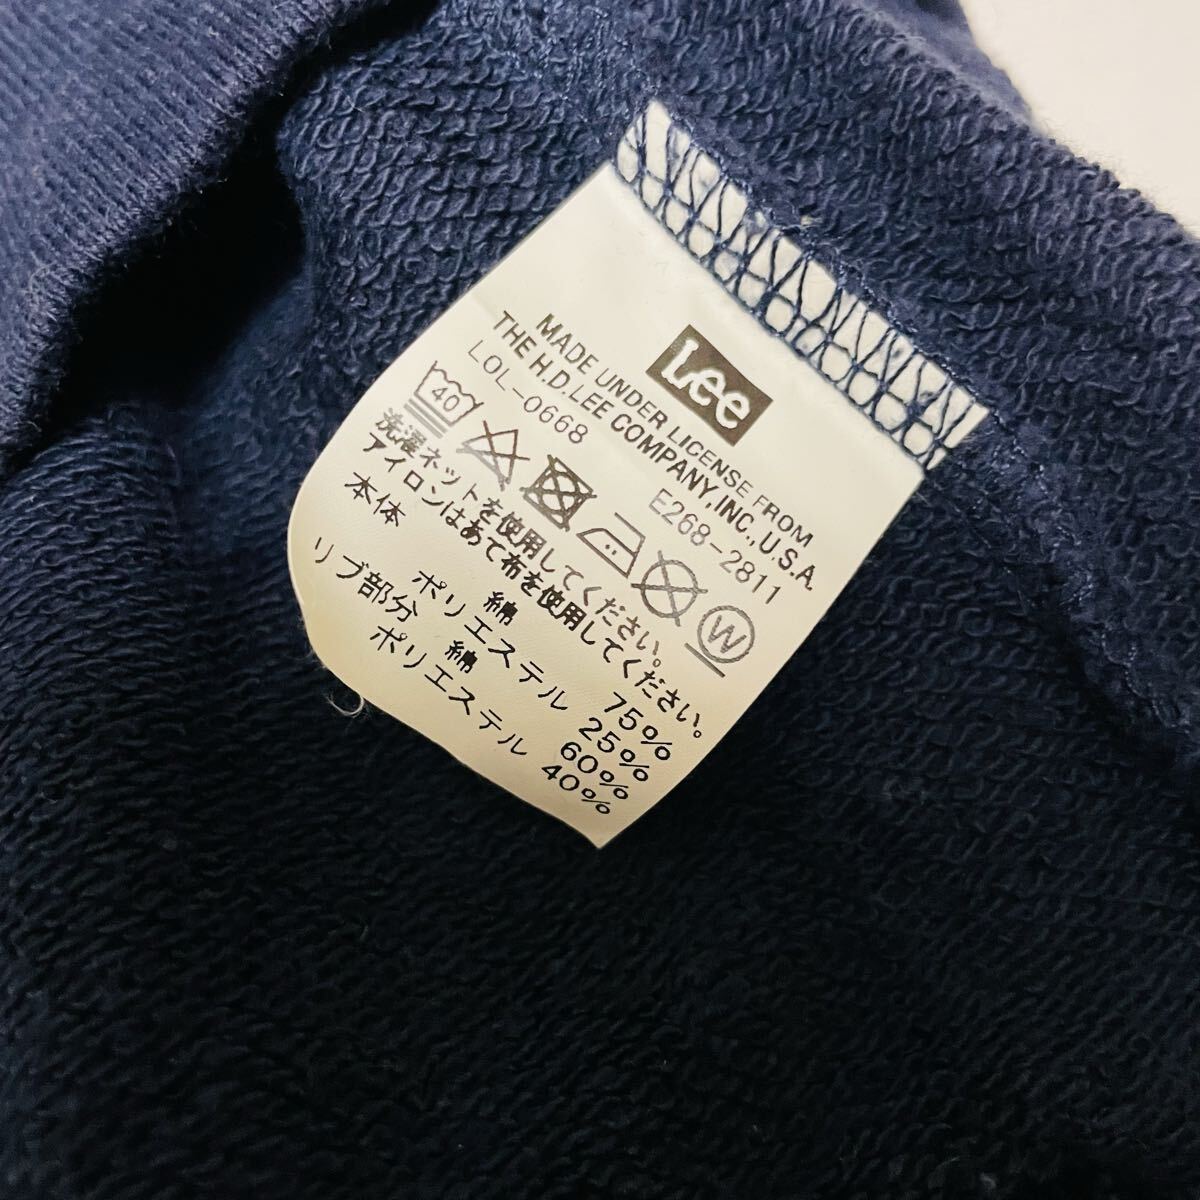 Lee
MADE UNDER LICENSE FROM
THE H.D.LEE COMPANY,INC.,U.S.A.
LOL-0668 E268-2811
40 W
洗濯ネットを使用してください。
アイロンはあて布を使用してください。
本体 綿 75%
ポリエステル 25%
リブ部分 綿 60%
ポリエステル 40%